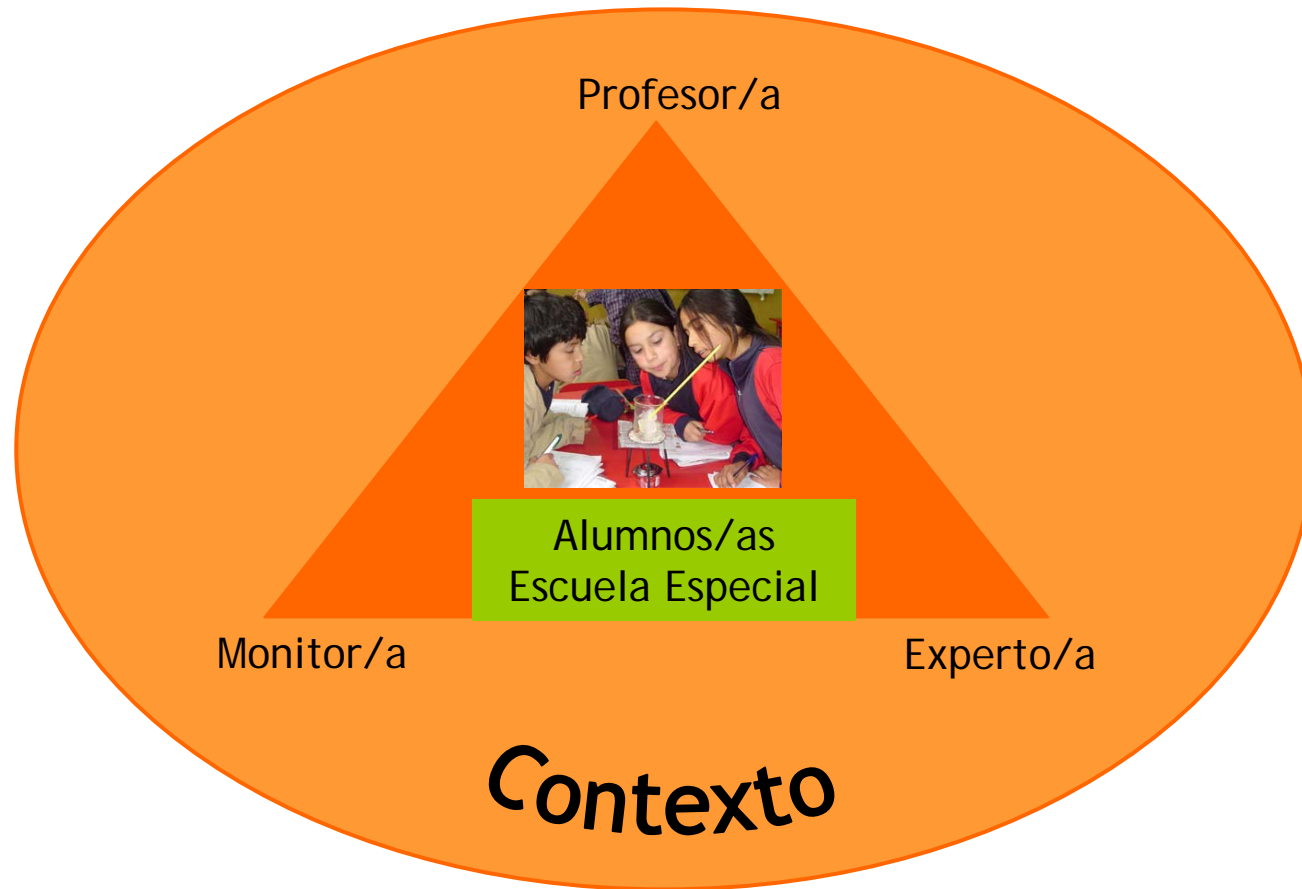 Profesor/a
Alumnos/as
Escuela Especial
Monitor/a
Experto/a
Contexto